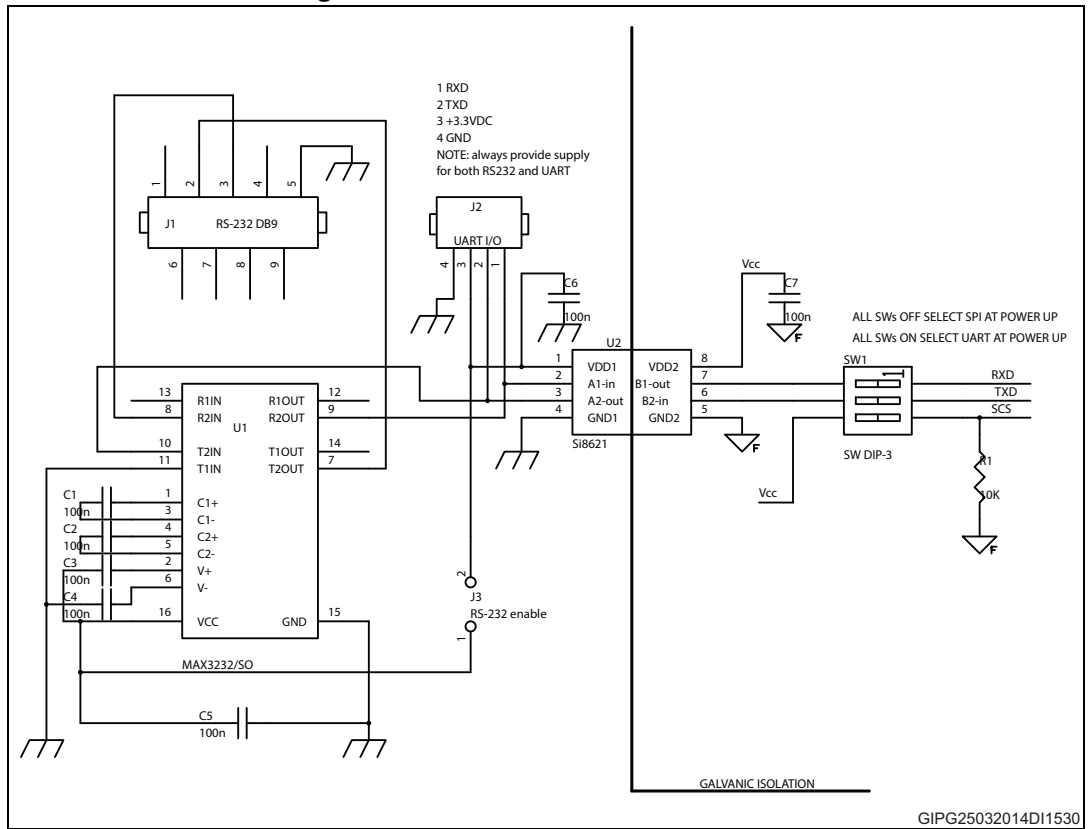 1 RXD
2 TXD
3 +3.3VDC
4 GND
NOTE: always provide supply
for both RS232 and UART
1
2
3
4
5
J1
RS-232 DB9
6
7
8
9
J2
UART I/O
4
3
2
1
C6
100n
Vcc
C7
100n
F
ALL SWs OFF SELECT SPI AT POWER UP
ALL SWs ON SELECT UART AT POWER UP
U2
1 VDD1 VDD2 8
2 A1-in B1-out 7
3 A2-out B2-in 6
4 GND1 GND2 5
Si8621
F
SW1
1
SW DIP-3
RXD
TXD
SCS
Vcc
R1
10K
F
13 R1IN R1OUT 12
8 R2IN R2OUT 9
U1
10 T2IN T1OUT 14
11 T1IN T2OUT 7
C1
100n
C2
100n
C3
100n
C4
100n
1 C1+
3 C1-
4 C2+
5 C2-
2 V+
6 V-
16 VCC GND 15
MAX3232/SO
2
J3
RS-232 enable
1
C5
100n
GALVANIC ISOLATION
GIPG25032014DI1530